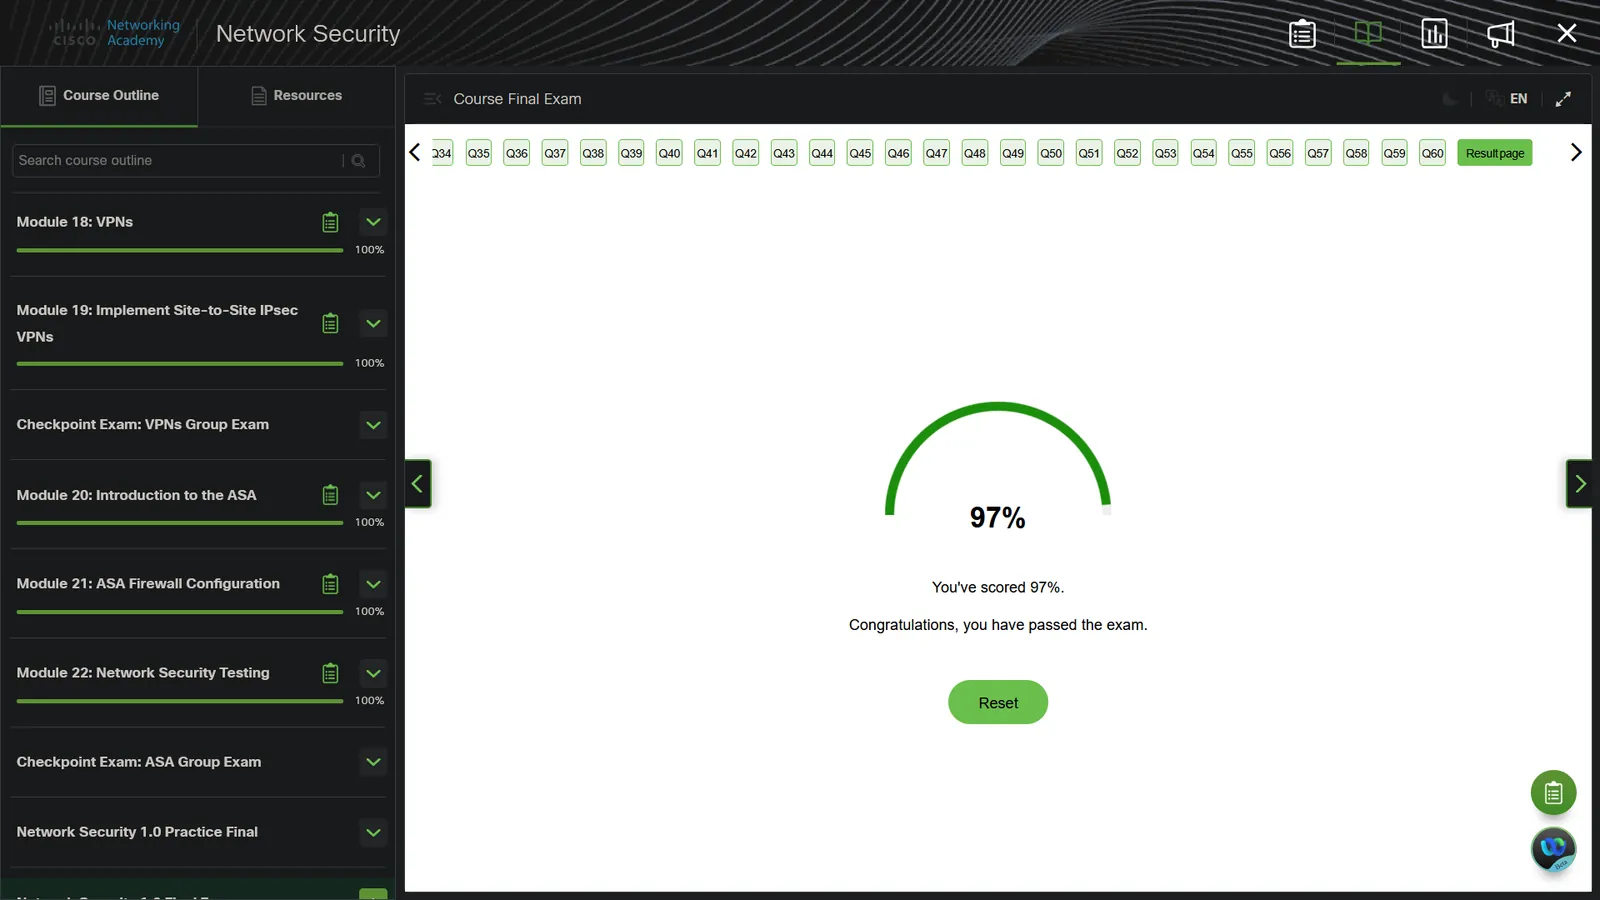 Networking
CISCO Academy
Network Security
Course Outline
Resources
Search course outline
Module 18: VPNs
100%
Module 19: Implement Site-to-Site IPsec
VPNs
100%
Checkpoint Exam: VPNs Group Exam
Module 20: Introduction to the ASA
100%
Module 21: ASA Firewall Configuration
100%
Module 22: Network Security Testing
100%
Checkpoint Exam: ASA Group Exam
Network Security 1.0 Practice Final
Course Final Exam
EN
Q34 Q35 Q36 Q37 Q38 Q39 Q40 Q41 Q42 Q43 Q44 Q45 Q46 Q47 Q48 Q49 Q50 Q51 Q52 Q53 Q54 Q55 Q56 Q57 Q58 Q59 Q60 Result page
97%
You've scored 97%.
Congratulations, you have passed the exam.
Reset
Beta